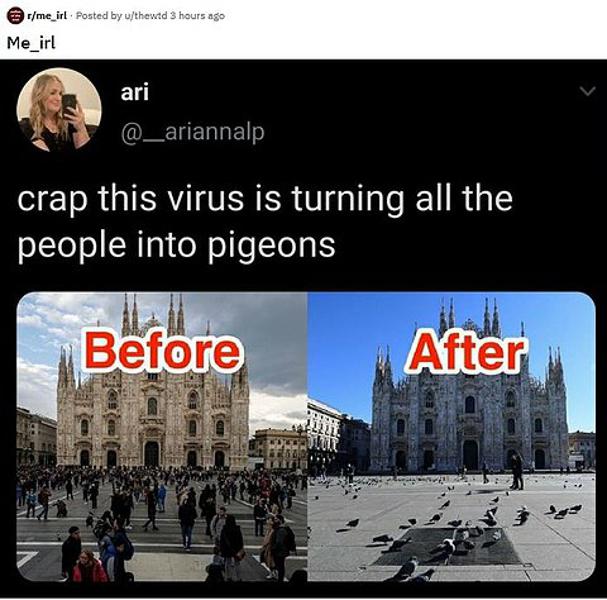 r/me_irl · Posted by u/thewtd 3 hours ago
Me_irl
ari
@__ariannalp
crap this virus is turning all the
people into pigeons
Before
After